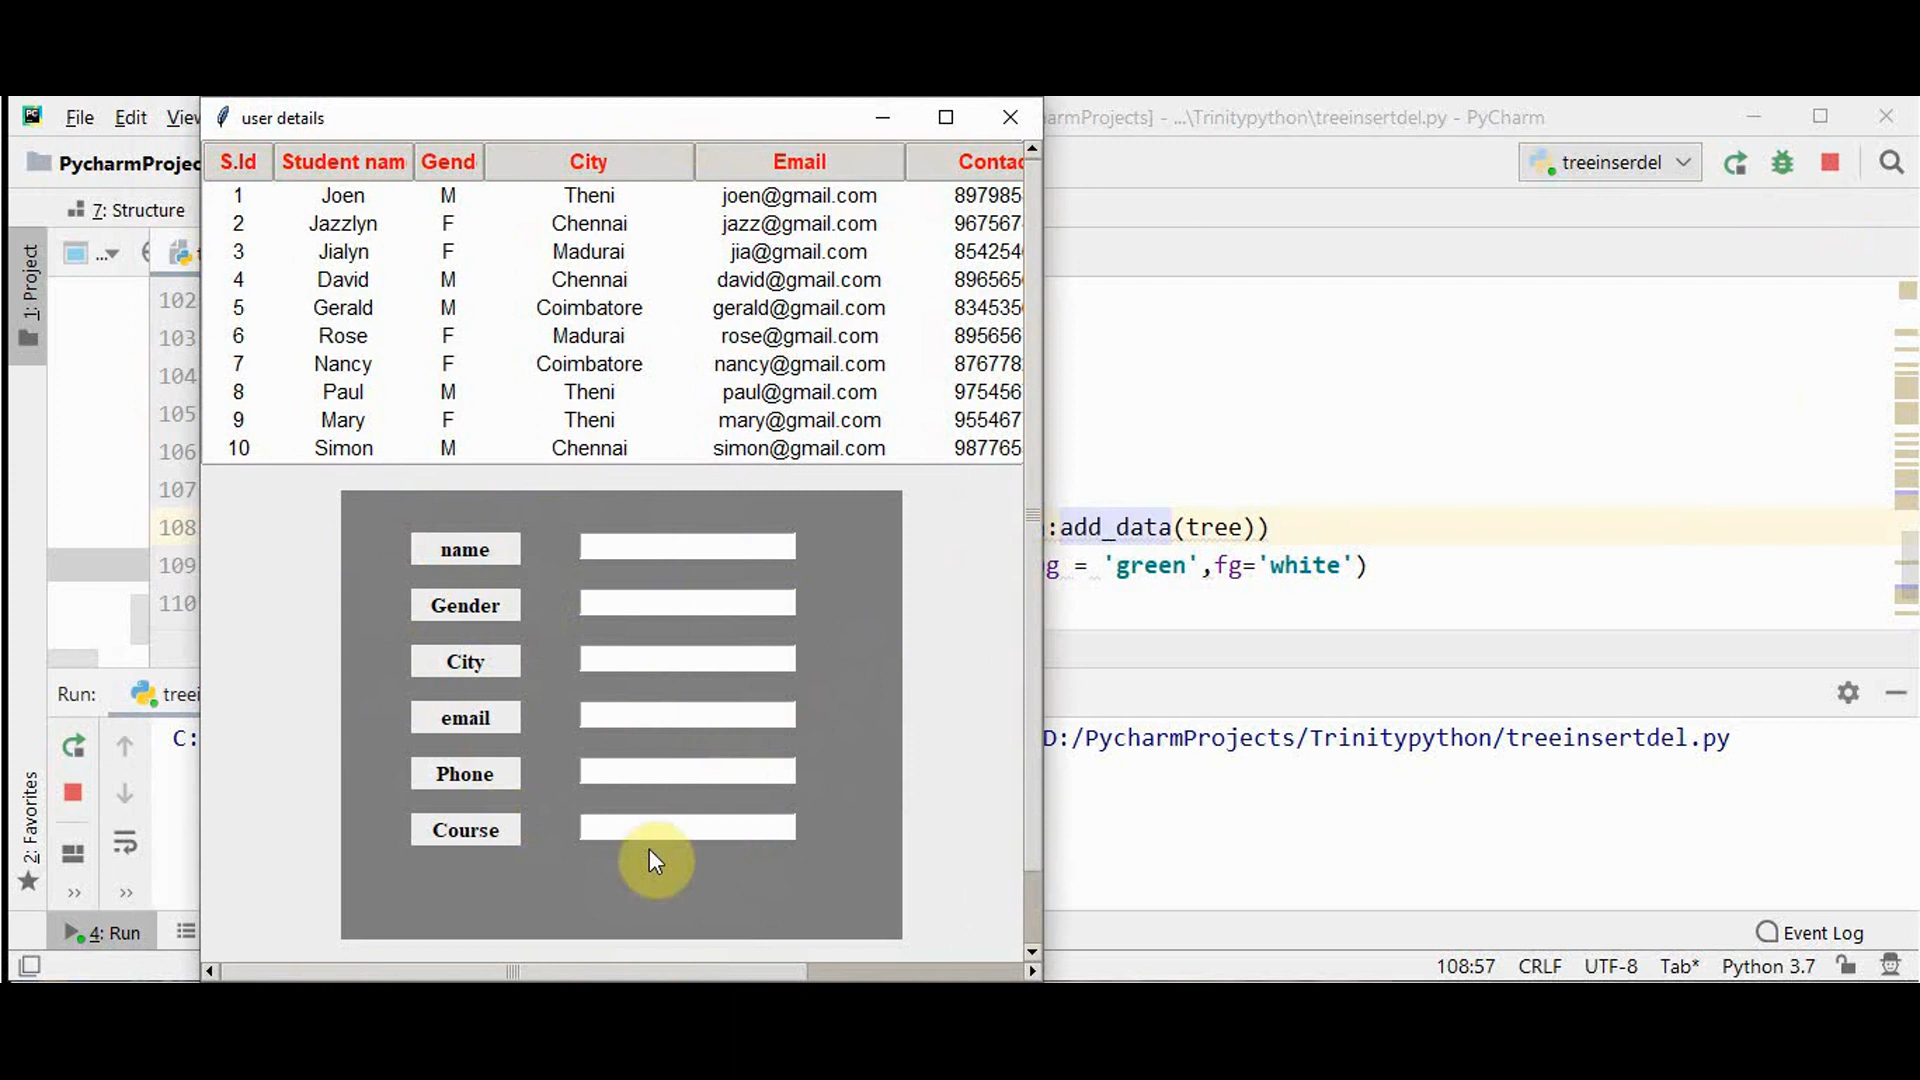 PC File Edit View
user details
armProjects] - ...\Trinitypython\treeinsertdel.py - PyCharm
PycharmProjec
treeinserdel
7: Structure
1: Project
...
S.Id Student nam Gend City Email Contac
1 Joen M Theni joen@gmail.com 897985
2 Jazzlyn F Chennai jazz@gmail.com 967567
3 Jialyn F Madurai jia@gmail.com 854254
4 David M Chennai david@gmail.com 896565
5 Gerald M Coimbatore gerald@gmail.com 834535
6 Rose F Madurai rose@gmail.com 895656
7 Nancy F Coimbatore nancy@gmail.com 876778
8 Paul M Theni paul@gmail.com 975456
9 Mary F Theni mary@gmail.com 955467
10 Simon M Chennai simon@gmail.com 987765
102
103
104
105
106
107
108 :add_data(tree))
109 g = 'green',fg='white')
110
name
Gender
City
email
Phone
Course
Run: treei
C: D:/PycharmProjects/Trinitypython/treeinsertdel.py
2: Favorites
4: Run
Event Log
108:57 CRLF UTF-8 Tab* Python 3.7